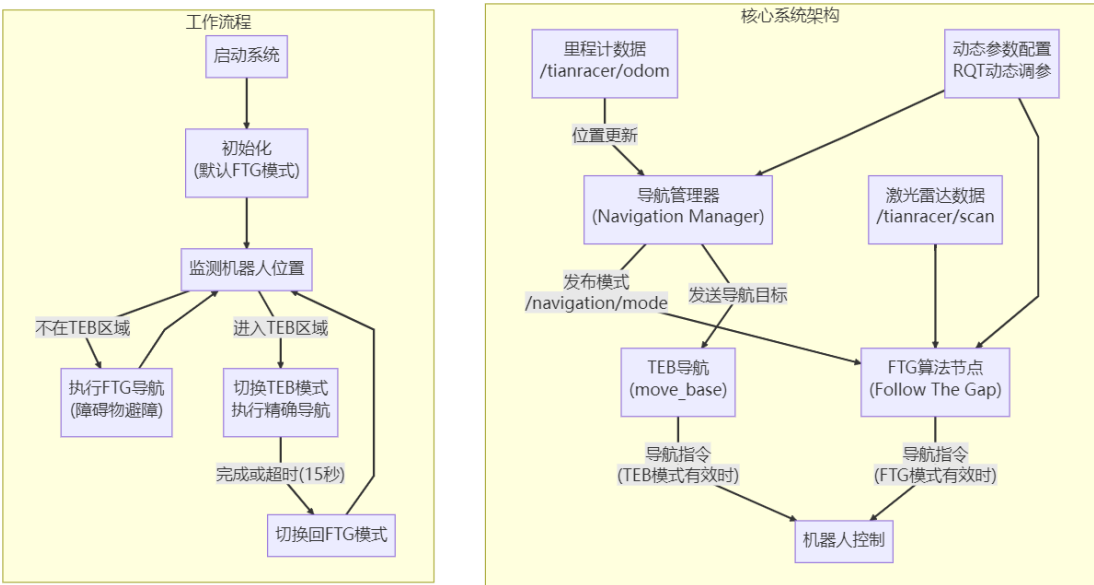 工作流程
启动系统
初始化
(默认FTG模式)
监测机器人位置
不在TEB区域
进入TEB区域
执行FTG导航
(障碍物避障)
切换TEB模式
执行精确导航
完成或超时(15秒)
切换回FTG模式
核心系统架构
里程计数据
/tianracer/odom
动态参数配置
RQT动态调参
位置更新
导航管理器
(Navigation Manager)
激光雷达数据
/tianracer/scan
发布模式
/navigation/mode
发送导航目标
TEB导航
(move_base)
FTG算法节点
(Follow The Gap)
导航指令
(TEB模式有效时)
导航指令
(FTG模式有效时)
机器人控制